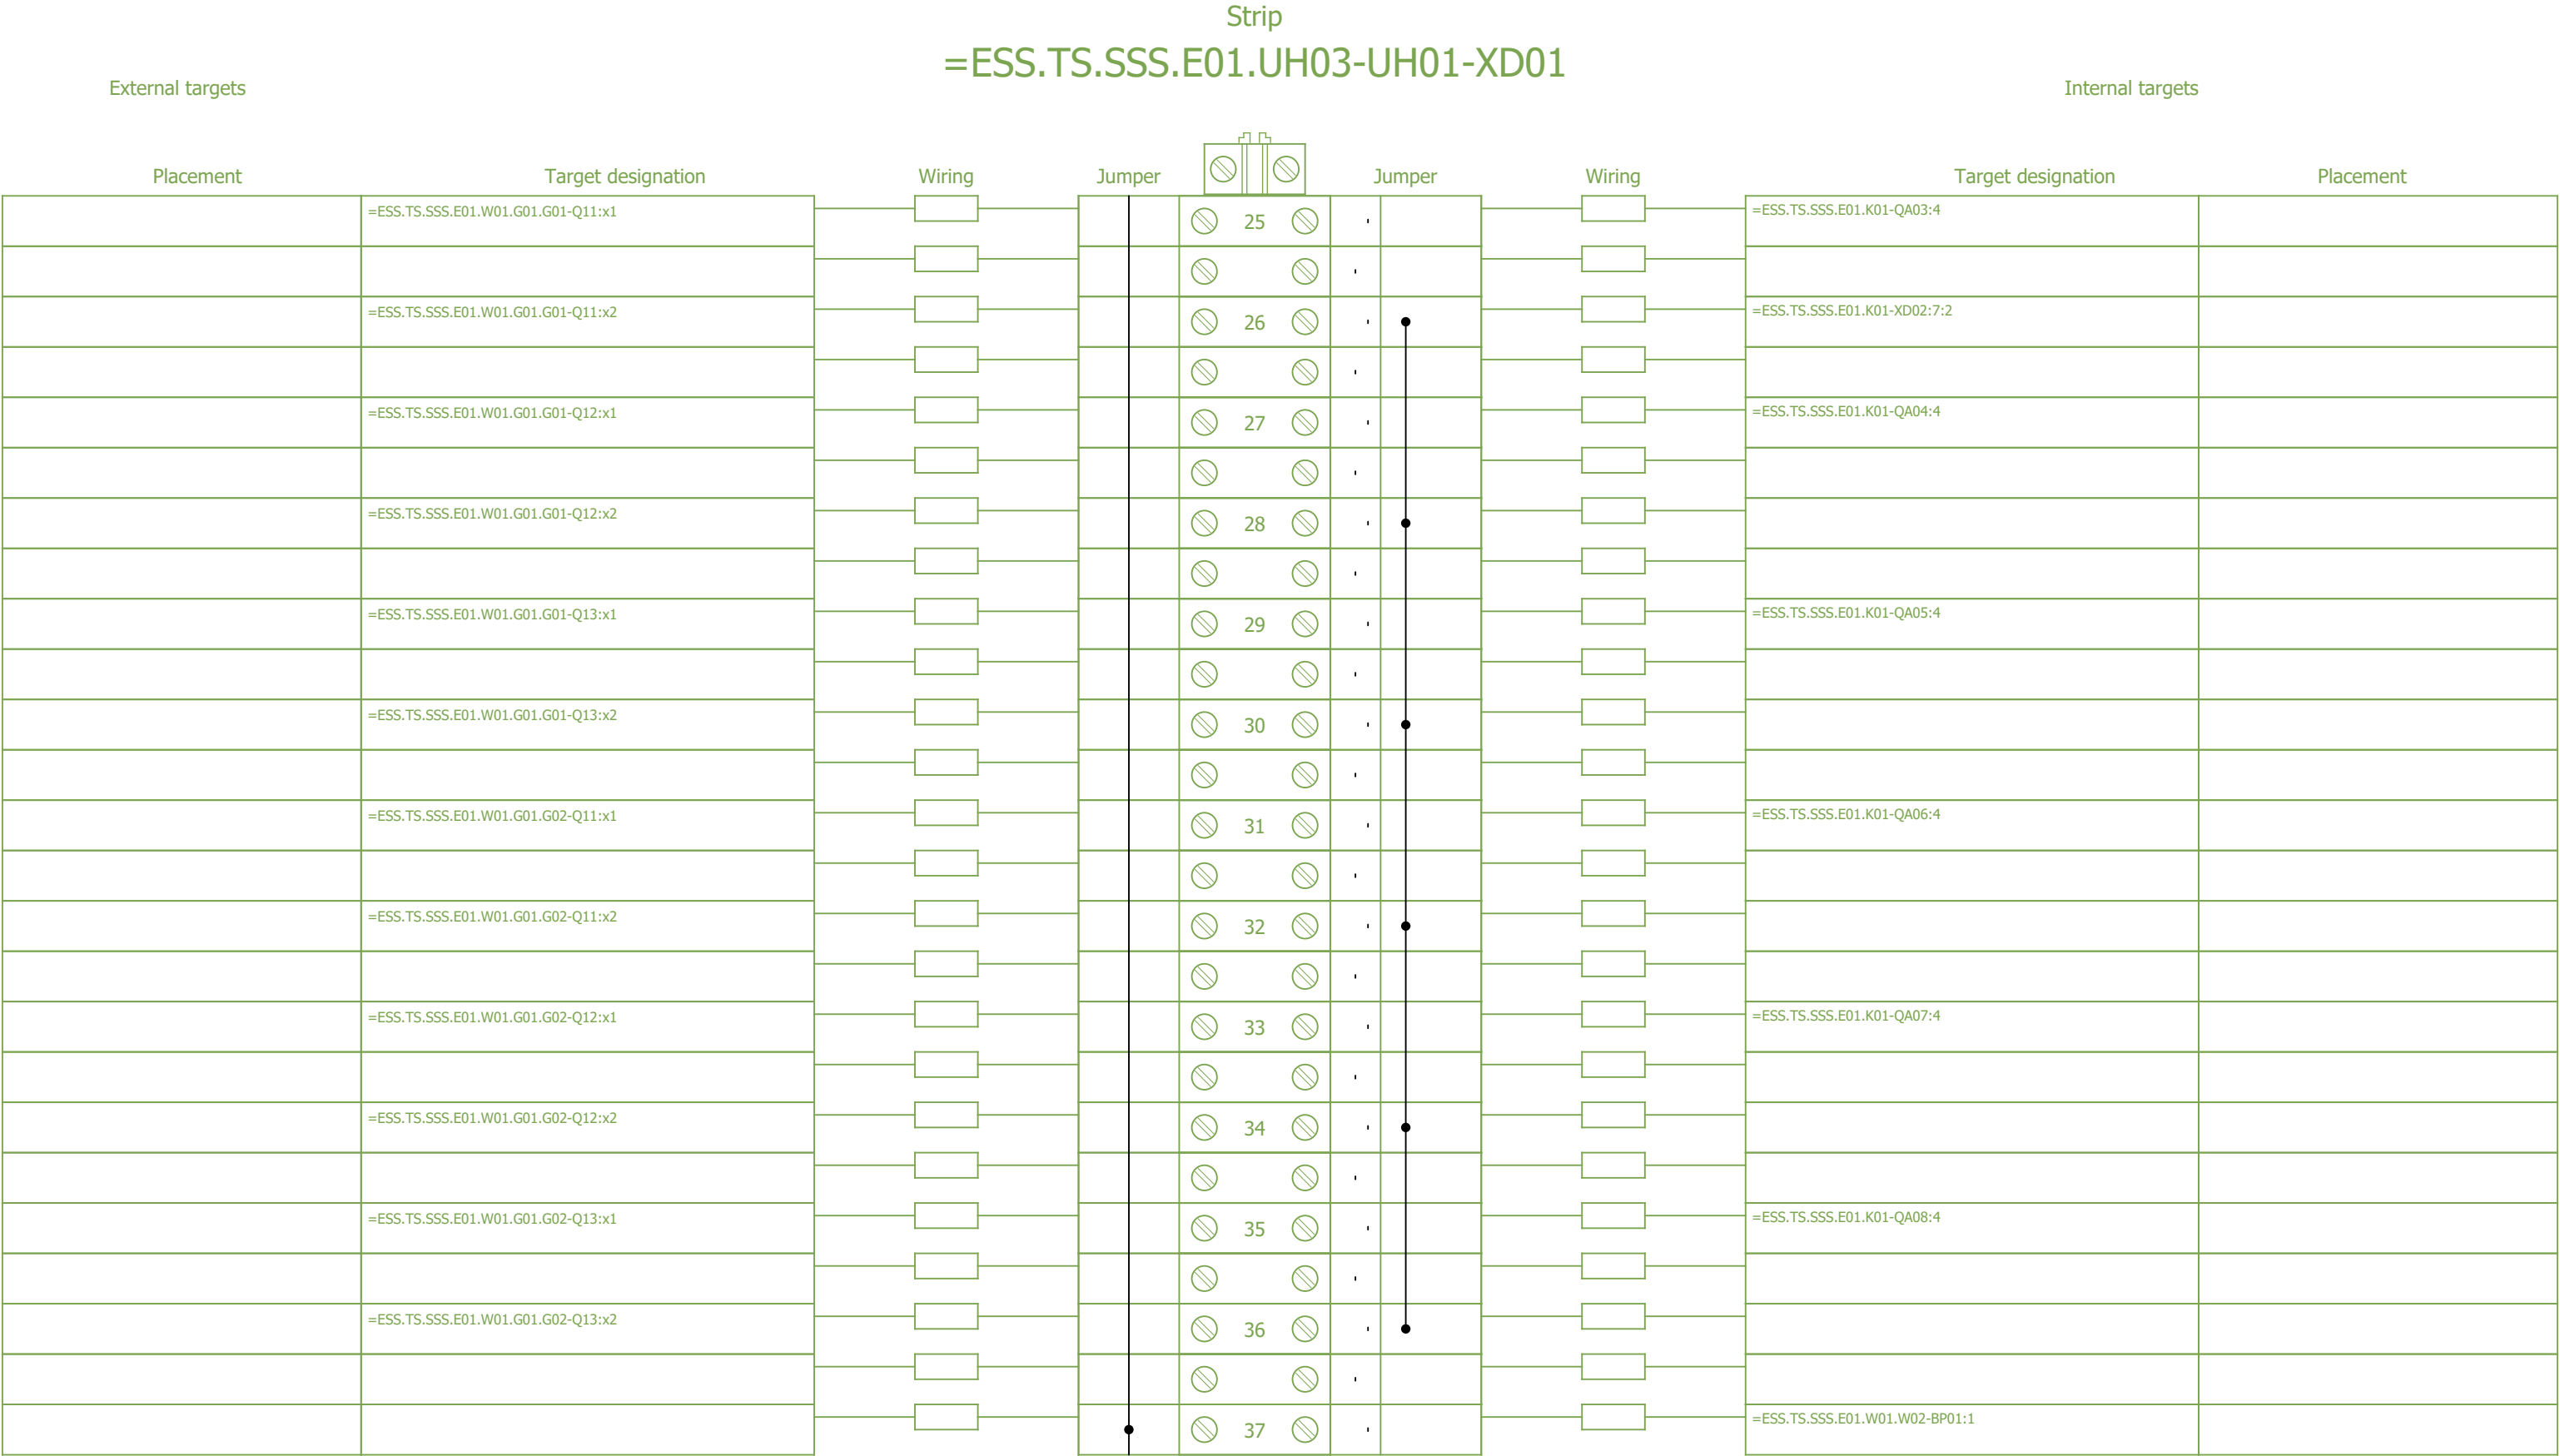 Strip
=ESS.TS.SSS.E01.UH03-UH01-XD01
External targets Internal targets
Placement Target designation Wiring Jumper Jumper Wiring Target designation Placement
=ESS.TS.SSS.E01.W01.G01.G01-Q11:x1 25 =ESS.TS.SSS.E01.K01-QA03:4
=ESS.TS.SSS.E01.W01.G01.G01-Q11:x2 26 =ESS.TS.SSS.E01.K01-XD02:7:2
=ESS.TS.SSS.E01.W01.G01.G01-Q12:x1 27 =ESS.TS.SSS.E01.K01-QA04:4
=ESS.TS.SSS.E01.W01.G01.G01-Q12:x2 28
=ESS.TS.SSS.E01.W01.G01.G01-Q13:x1 29 =ESS.TS.SSS.E01.K01-QA05:4
=ESS.TS.SSS.E01.W01.G01.G01-Q13:x2 30
=ESS.TS.SSS.E01.W01.G01.G02-Q11:x1 31 =ESS.TS.SSS.E01.K01-QA06:4
=ESS.TS.SSS.E01.W01.G01.G02-Q11:x2 32
=ESS.TS.SSS.E01.W01.G01.G02-Q12:x1 33 =ESS.TS.SSS.E01.K01-QA07:4
=ESS.TS.SSS.E01.W01.G01.G02-Q12:x2 34
=ESS.TS.SSS.E01.W01.G01.G02-Q13:x1 35 =ESS.TS.SSS.E01.K01-QA08:4
=ESS.TS.SSS.E01.W01.G01.G02-Q13:x2 36
37 =ESS.TS.SSS.E01.W01.W02-BP01:1